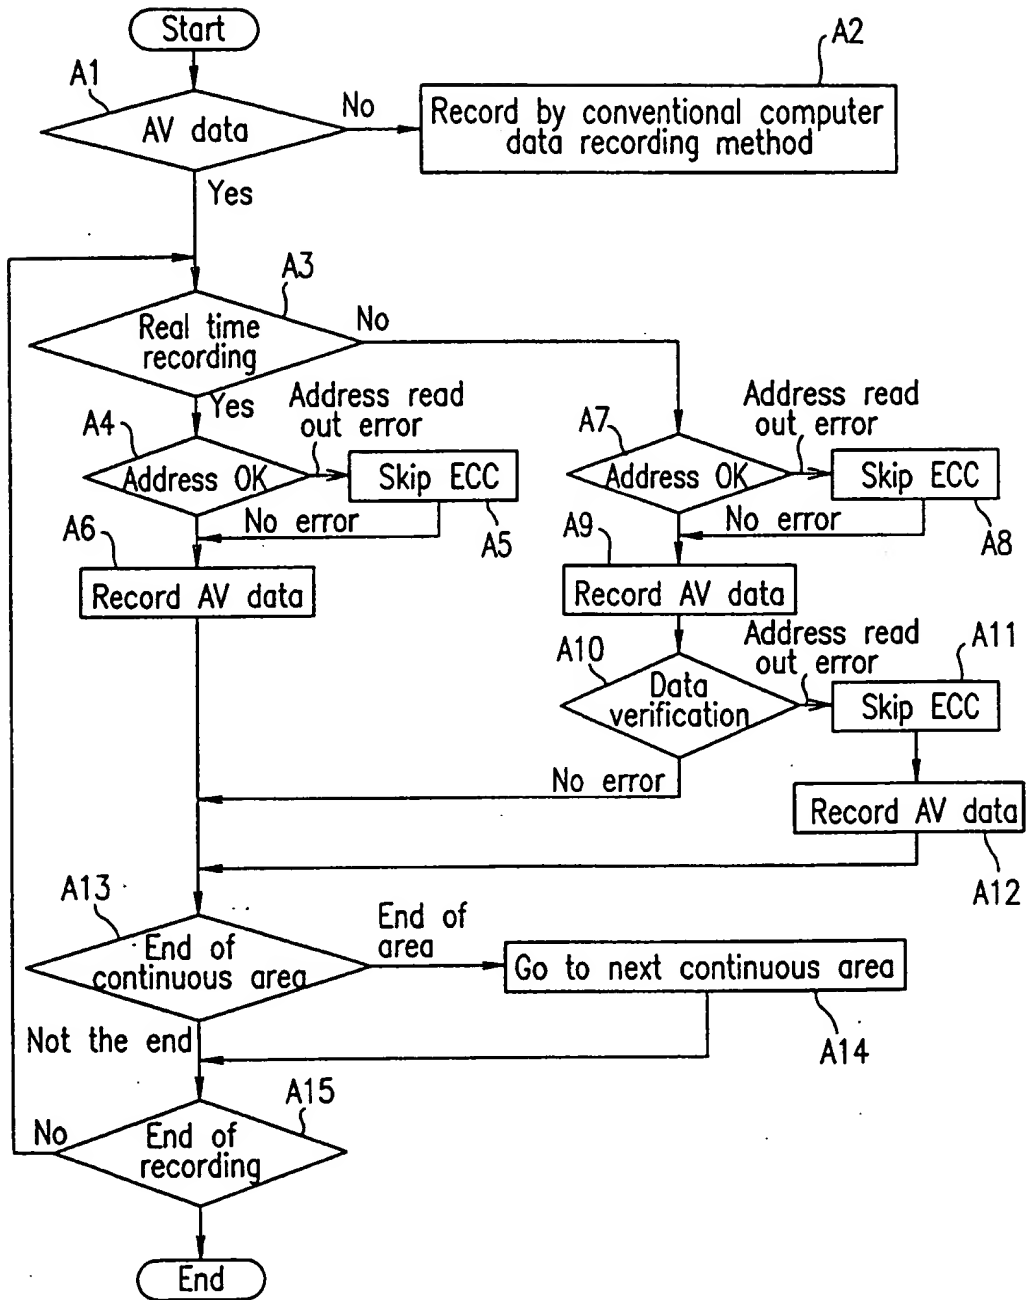 Start
A1
A2
AV data
No
Record by conventional computer
data recording method
Yes
A3
Real time
recording
No
Yes
A4
Address read
out error
Address OK
Skip ECC
A5
No error
A6
Record AV data
A7
Address read
out error
Address OK
Skip ECC
A8
No error
A9
Record AV data
A10
Address read
out error
A11
Data
verification
Skip ECC
No error
Record AV data
A12
A13
End of
continuous area
End of
area
Go to next continuous area
A14
Not the end
A15
No
End of
recording
End